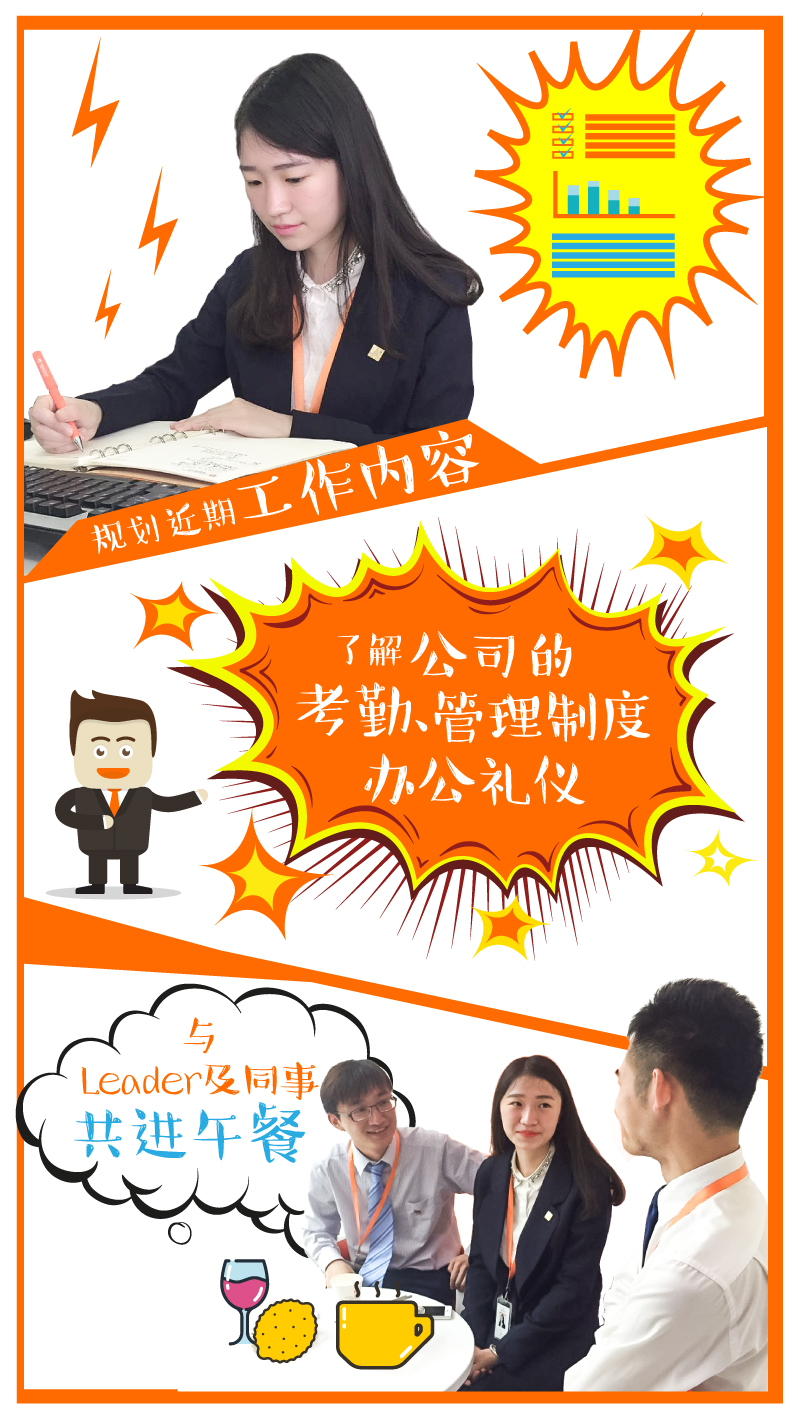 规划近期工作内容
了解公司的
考勤、管理制度
办公礼仪
与
Leader及同事
共进午餐